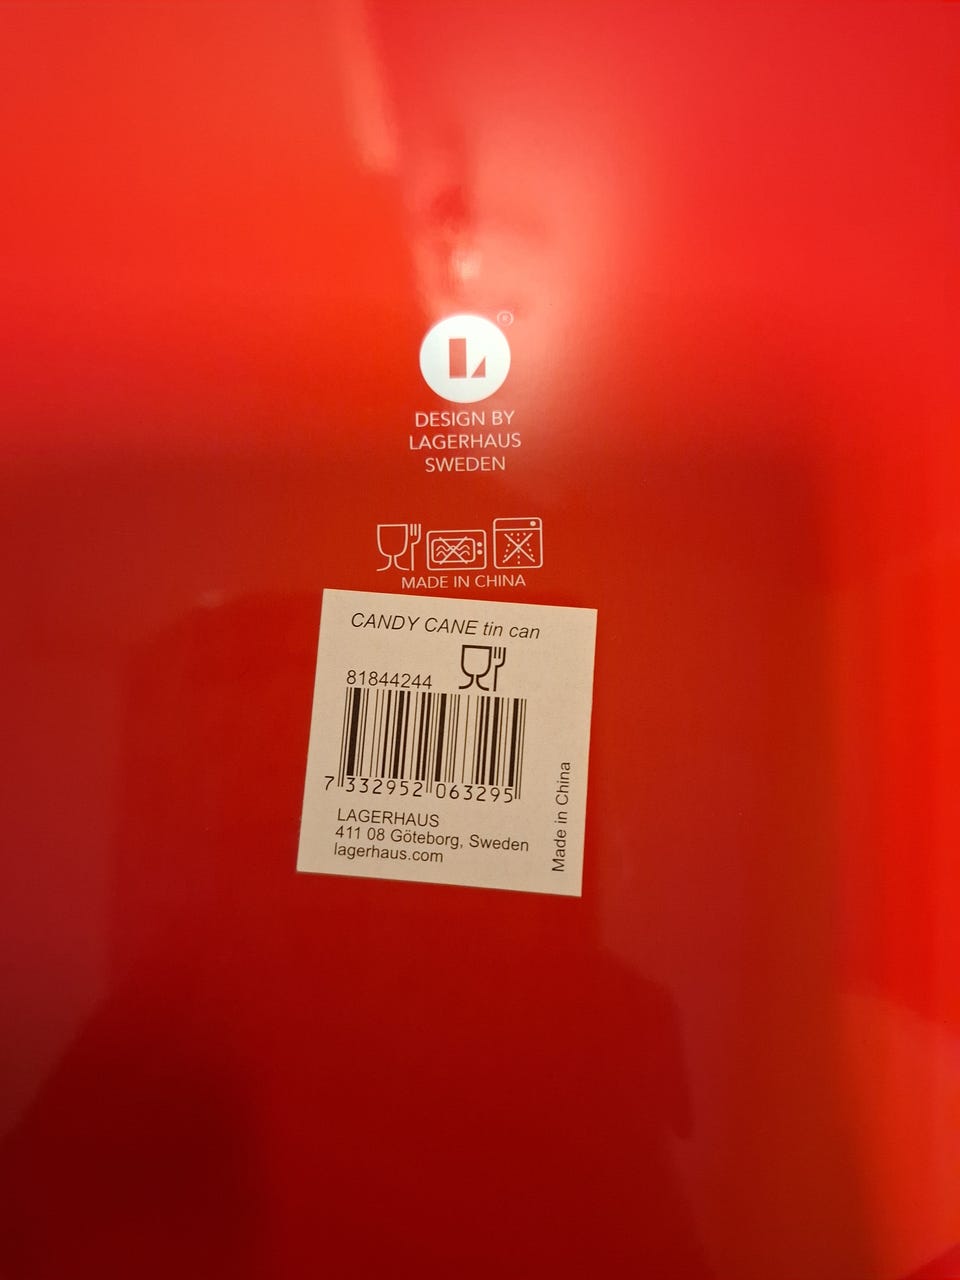 L ®
DESIGN BY
LAGERHAUS
SWEDEN
MADE IN CHINA
CANDY CANE tin can
81844244
7 332952 063295
LAGERHAUS
411 08 Göteborg, Sweden
lagerhaus.com
Made in China